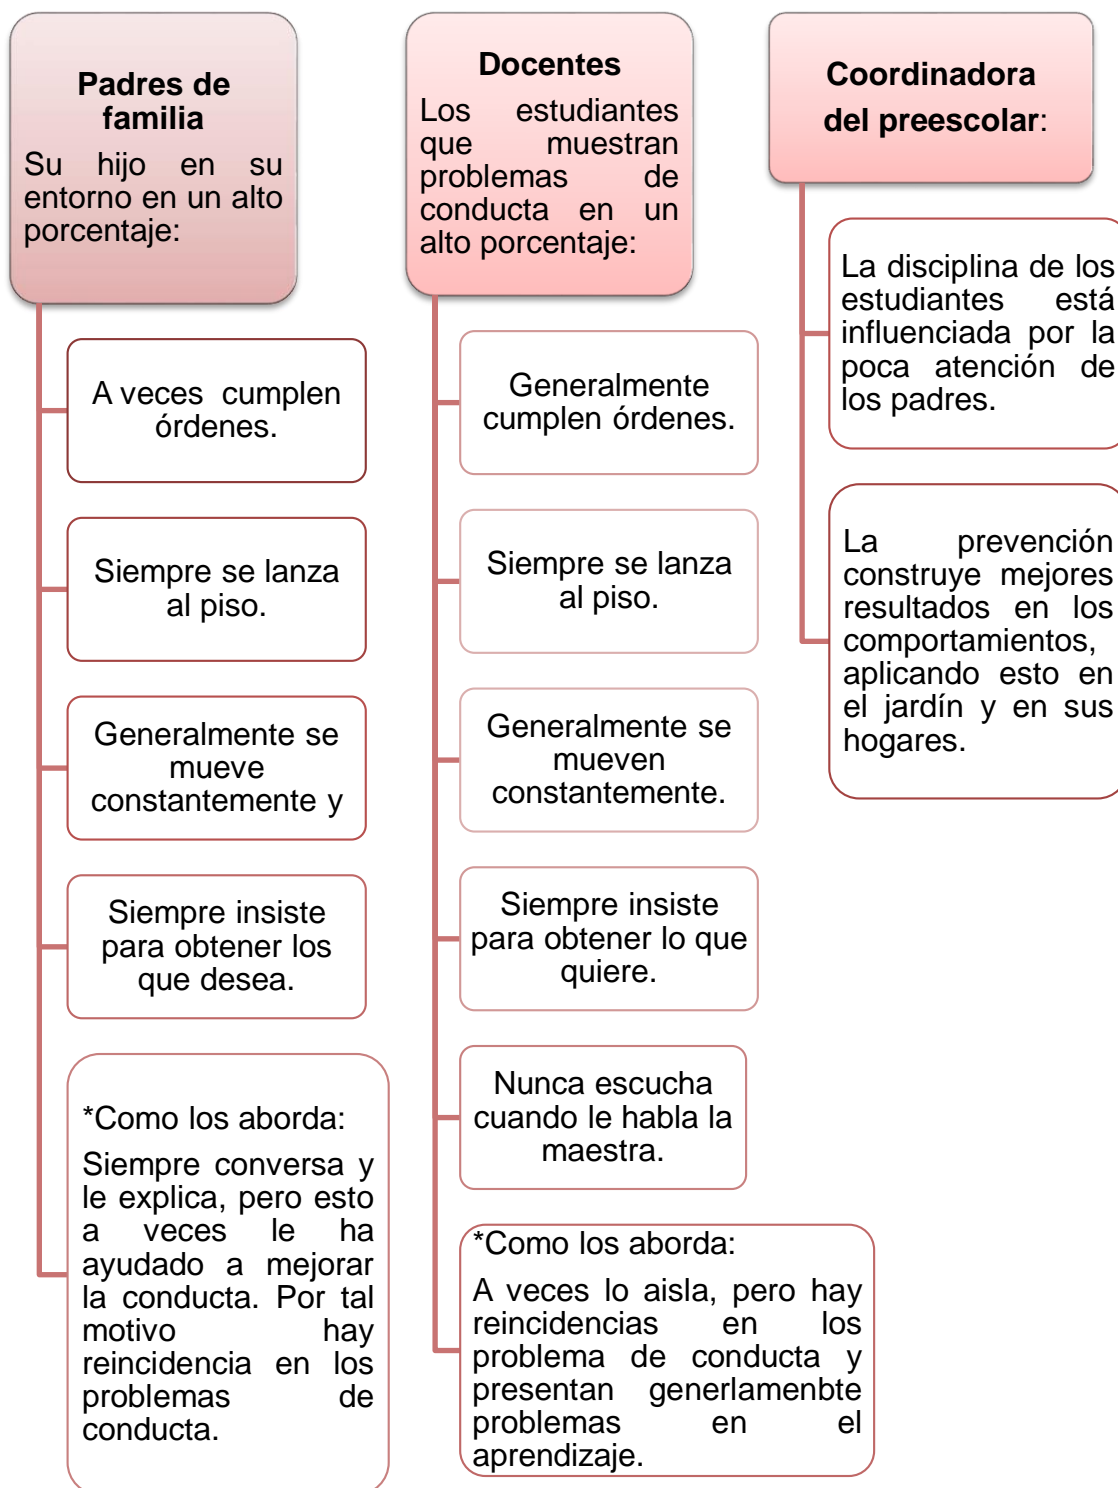 Padres de
familia
Su hijo en su
entorno en un alto
porcentaje:
A veces cumplen
órdenes.
Siempre se lanza
al piso.
Generalmente se
mueve
constantemente y
Siempre insiste
para obtener los
que desea.
*Como los aborda:
Siempre conversa y
le explica, pero esto
a veces le ha
ayudado a mejorar
la conducta. Por tal
motivo hay
reincidencia en los
problemas de
conducta.
Docentes
Los estudiantes
que muestran
problemas de
conducta en un
alto porcentaje:
Generalmente
cumplen órdenes.
Siempre se lanza
al piso.
Generalmente se
mueven
constantemente.
Siempre insiste
para obtener lo que
quiere.
Nunca escucha
cuando le habla la
maestra.
*Como los aborda:
A veces lo aisla, pero hay
reincidencias en los
problema de conducta y
presentan generlamenbte
problemas en el
aprendizaje.
Coordinadora
del preescolar:
La disciplina de los
estudiantes está
influenciada por la
poca atención de
los padres.
La prevención
construye mejores
resultados en los
comportamientos,
aplicando esto en
el jardín y en sus
hogares.